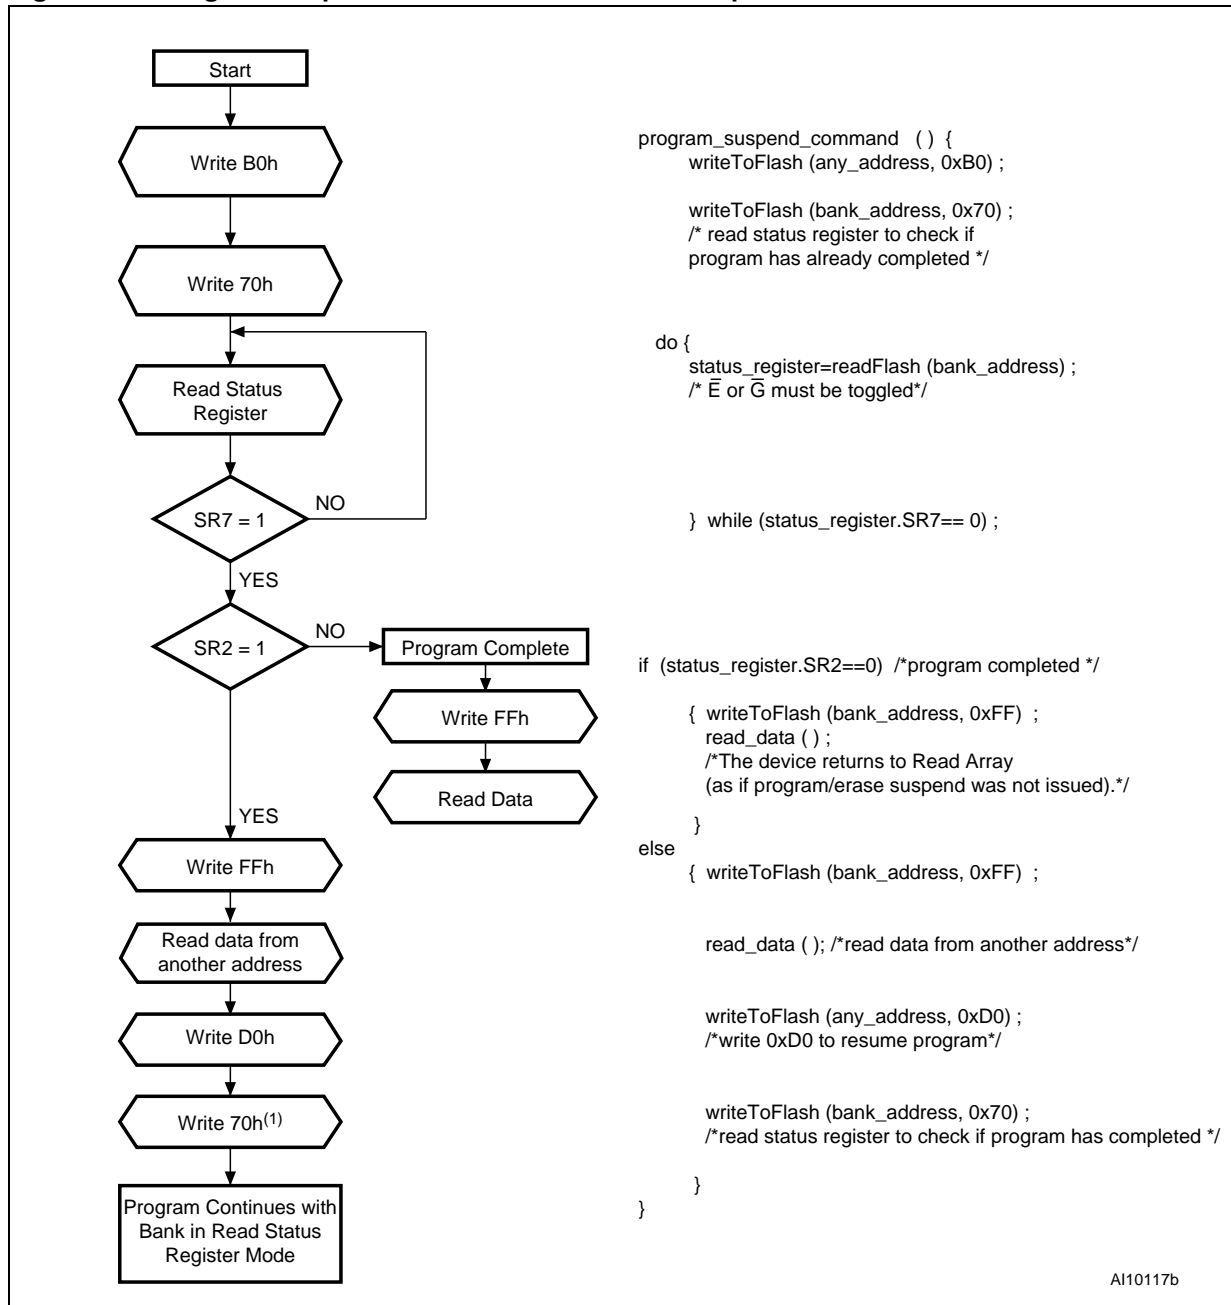 Start
Write B0h
Write 70h
Read Status
Register
SR7 = 1
NO
YES
SR2 = 1
NO
Program Complete
Write FFh
Read Data
YES
Write FFh
Read data from
another address
Write D0h
Write 70h(1)
Program Continues with
Bank in Read Status
Register Mode
program_suspend_command ( ) {
writeToFlash (any_address, 0xB0) ;
writeToFlash (bank_address, 0x70) ;
/* read status register to check if
program has already completed */
do {
status_register=readFlash (bank_address) ;
/* E̅ or G̅ must be toggled*/
} while (status_register.SR7== 0) ;
if (status_register.SR2==0) /*program completed */
{ writeToFlash (bank_address, 0xFF) ;
read_data ( ) ;
/*The device returns to Read Array
(as if program/erase suspend was not issued).*/
}
else
{ writeToFlash (bank_address, 0xFF) ;
read_data ( ); /*read data from another address*/
writeToFlash (any_address, 0xD0) ;
/*write 0xD0 to resume program*/
writeToFlash (bank_address, 0x70) ;
/*read status register to check if program has completed */
}
}
AI10117b